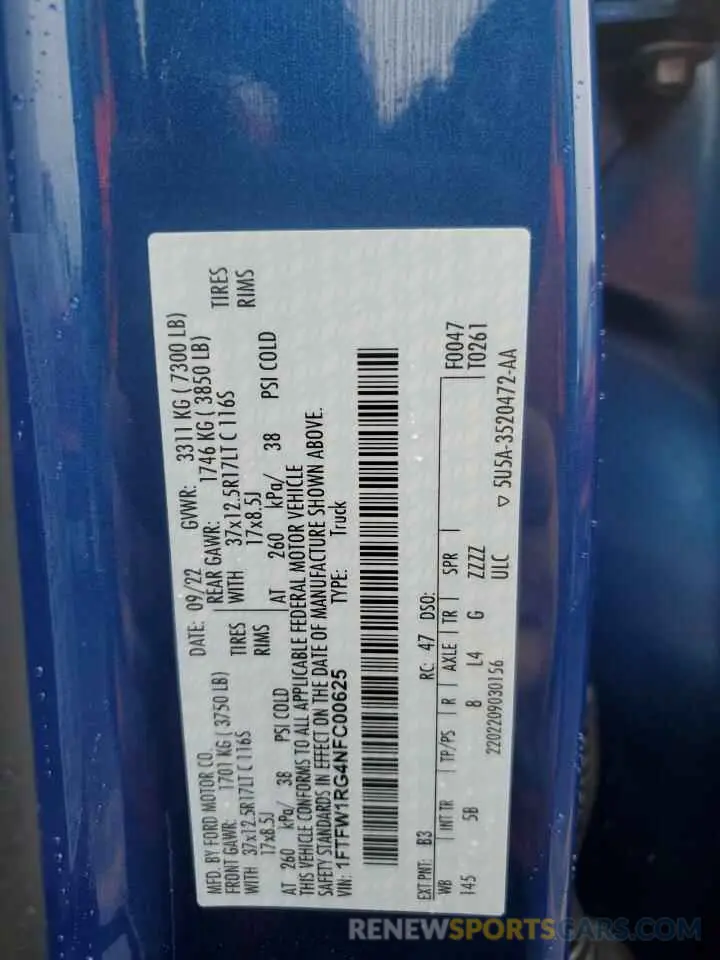 MFD. BY FORD MOTOR CO.
DATE: 09/22 GVWR: 3311 KG ( 7300 LB)
FRONT GAWR: 1701 KG ( 3750 LB) REAR GAWR: 1746 KG ( 3850 LB)
WITH 37x12.5R17LT C 116S TIRES WITH 37x12.5R17LT C 116S TIRES
17x8.5J RIMS 17x8.5J RIMS
AT 260 kPa/ 38 PSI COLD AT 260 kPa/ 38 PSI COLD
THIS VEHICLE CONFORMS TO ALL APPLICABLE FEDERAL MOTOR VEHICLE
SAFETY STANDARDS IN EFFECT ON THE DATE OF MANUFACTURE SHOWN ABOVE.
VIN: 1FTFW1RG4NFC00625 TYPE: Truck
EXT PNT: B3 RC: 47 DSO: F0047
WB INT TR TP/PS R AXLE TR SPR T0261
145 5B 8 L4 G ZZZZ
2202209030156 ULC ▽ 5U5A-3520472-AA
RENEWSPORTSCARS.COM